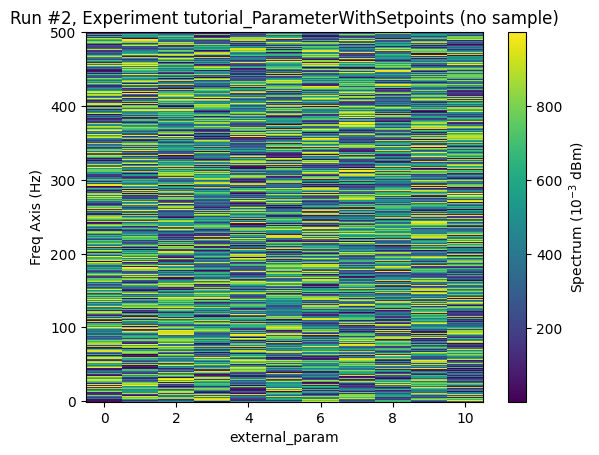 Run #2, Experiment tutorial_ParameterWithSetpoints (no sample)
500
400
300
200
100
0
Freq Axis (Hz)
0 2 4 6 8 10
external_param
800
600
400
200
Spectrum (10⁻³ dBm)